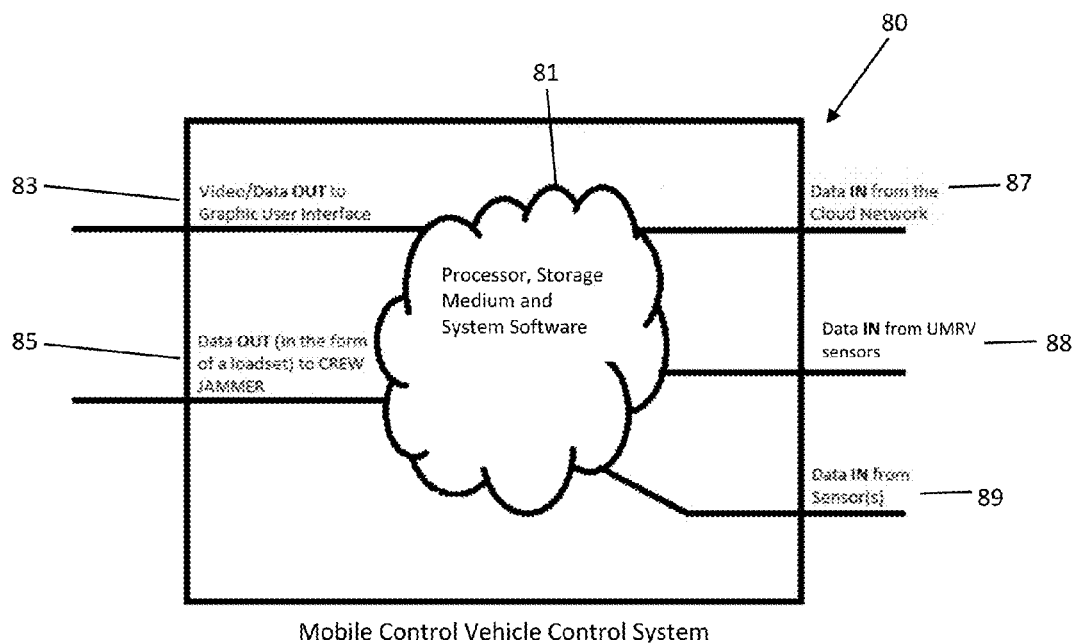 80
81
83
Video/Data OUT to
Graphic User Interface
Data IN from the
Cloud Network
87
Processor, Storage
Medium and
System Software
85
Data OUT (in the form
of a loadset) to CREW
JAMMER
Data IN from UMRV
sensors
88
Data IN from
Sensor(s)
89
Mobile Control Vehicle Control System